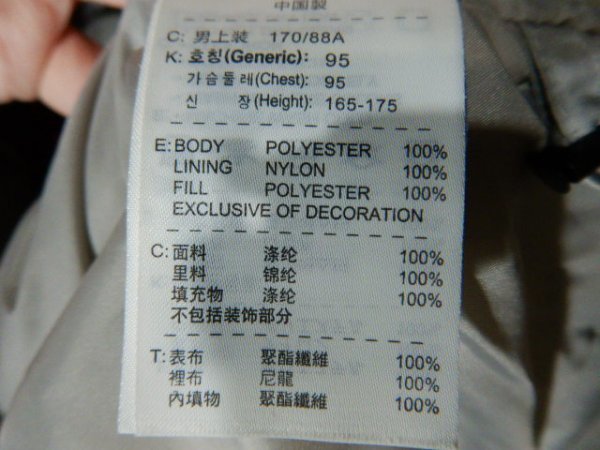 中国製
C: 男上装 170/88A
K: 호칭(Generic): 95
가슴둘레(Chest): 95
신 장(Height): 165-175
E: BODY POLYESTER 100%
LINING NYLON 100%
FILL POLYESTER 100%
EXCLUSIVE OF DECORATION
C: 面料 涤纶 100%
里料 锦纶 100%
填充物 涤纶 100%
不包括装饰部分
T: 表布 聚酯纖維 100%
裡布 尼龍 100%
內填物 聚酯纖維 100%